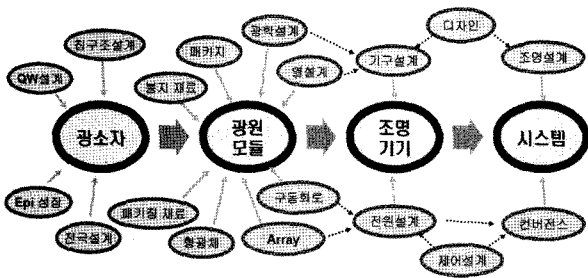 칩구조설계
패키지
광학설계
디자인
QW설계
봉지 재료
열설계
기구설계
조명설계
광소자
광원
모듈
조명
기기
시스템
Epi 성장
전극설계
패키징 재료
형광체
구동회로
Array
전원설계
제어설계
컨버전스